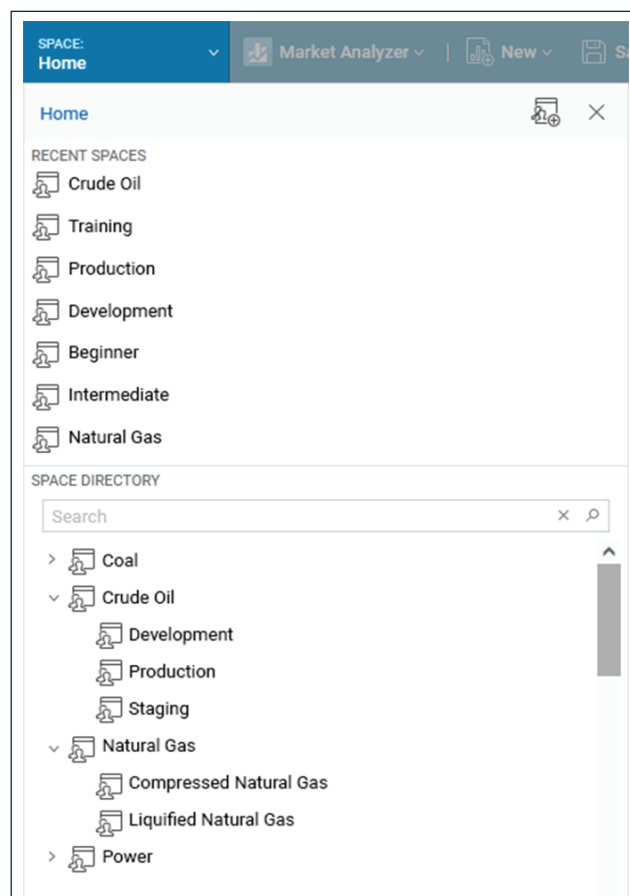 SPACE:
Home
Market Analyzer
New
Home
RECENT SPACES
Crude Oil
Training
Production
Development
Beginner
Intermediate
Natural Gas
SPACE DIRECTORY
Search
Coal
Crude Oil
Development
Production
Staging
Natural Gas
Compressed Natural Gas
Liquified Natural Gas
Power